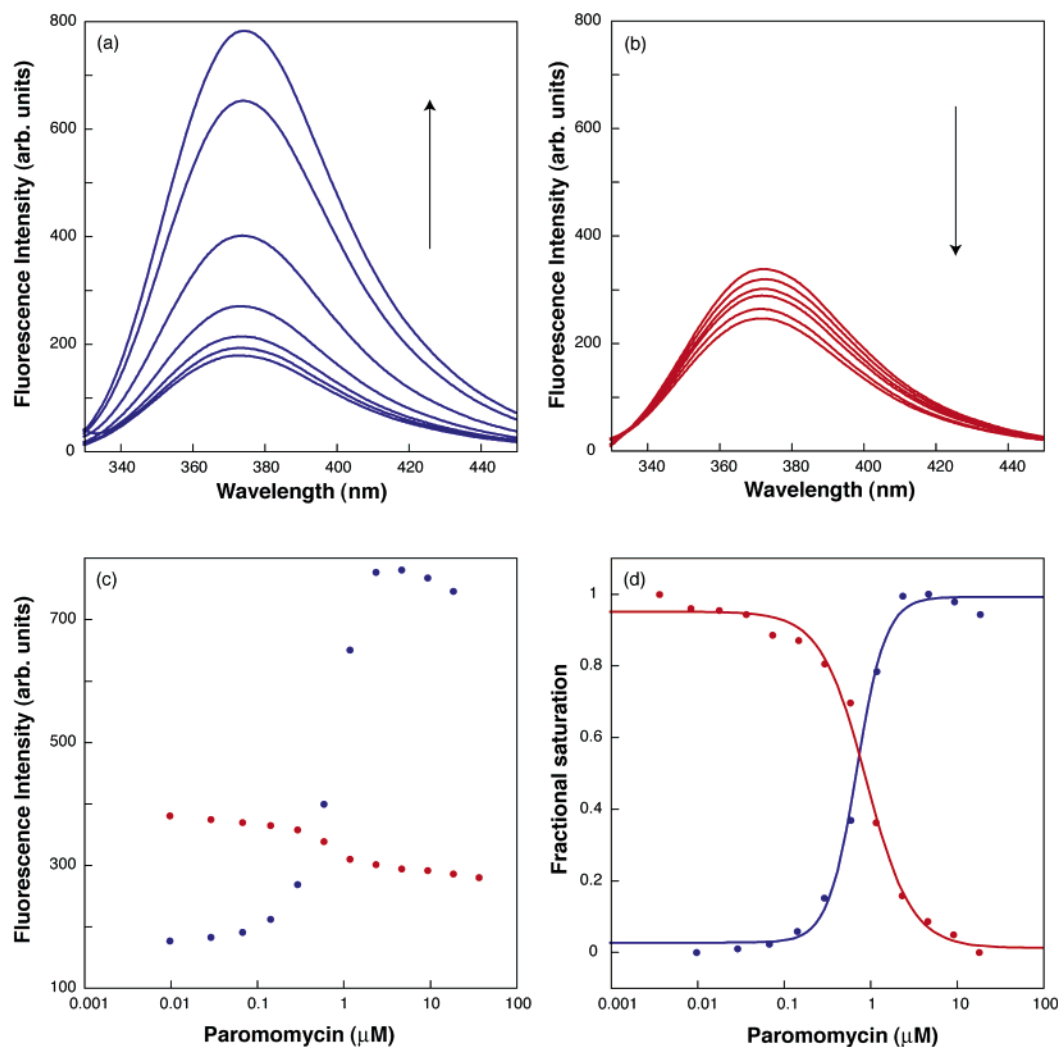 (a)
Fluorescence Intensity (arb. units)
800
600
400
200
0
340 360 380 400 420 440
Wavelength (nm)
(b)
Fluorescence Intensity (arb. units)
800
600
400
200
0
340 360 380 400 420 440
Wavelength (nm)
(c)
Fluorescence Intensity (arb. units)
700
500
300
100
0.001 0.01 0.1 1 10 100
Paromomycin (μM)
(d)
Fractional saturation
1
0.8
0.6
0.4
0.2
0
0.001 0.01 0.1 1 10 100
Paromomycin (μM)